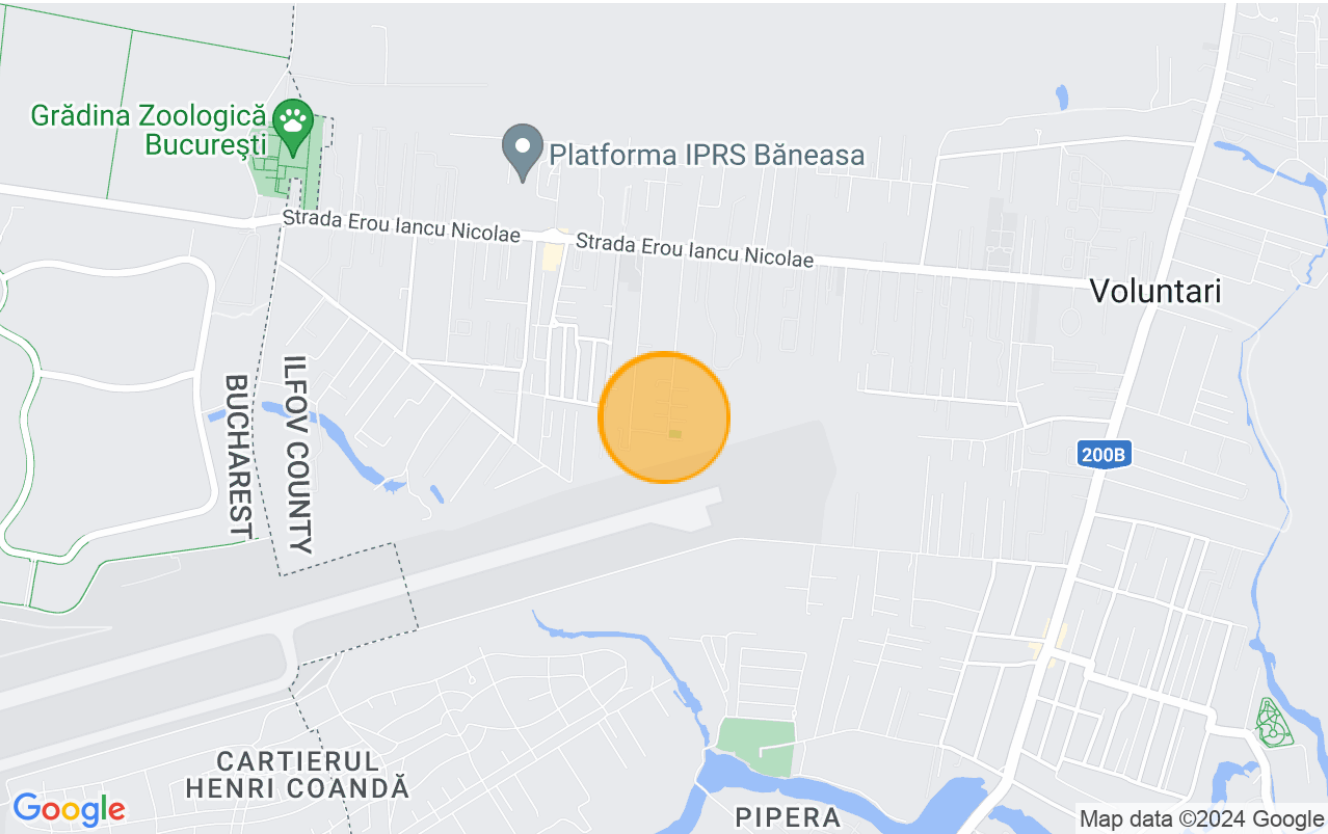 Grădina Zoologică
Bucureşti
Platforma IPRS Băneasa
Strada Erou Iancu Nicolae
Strada Erou Iancu Nicolae
Voluntari
ILFOV COUNTY
BUCHAREST
200B
CARTIERUL
HENRI COANDĂ
PIPERA
Google
Map data ©2024 Google